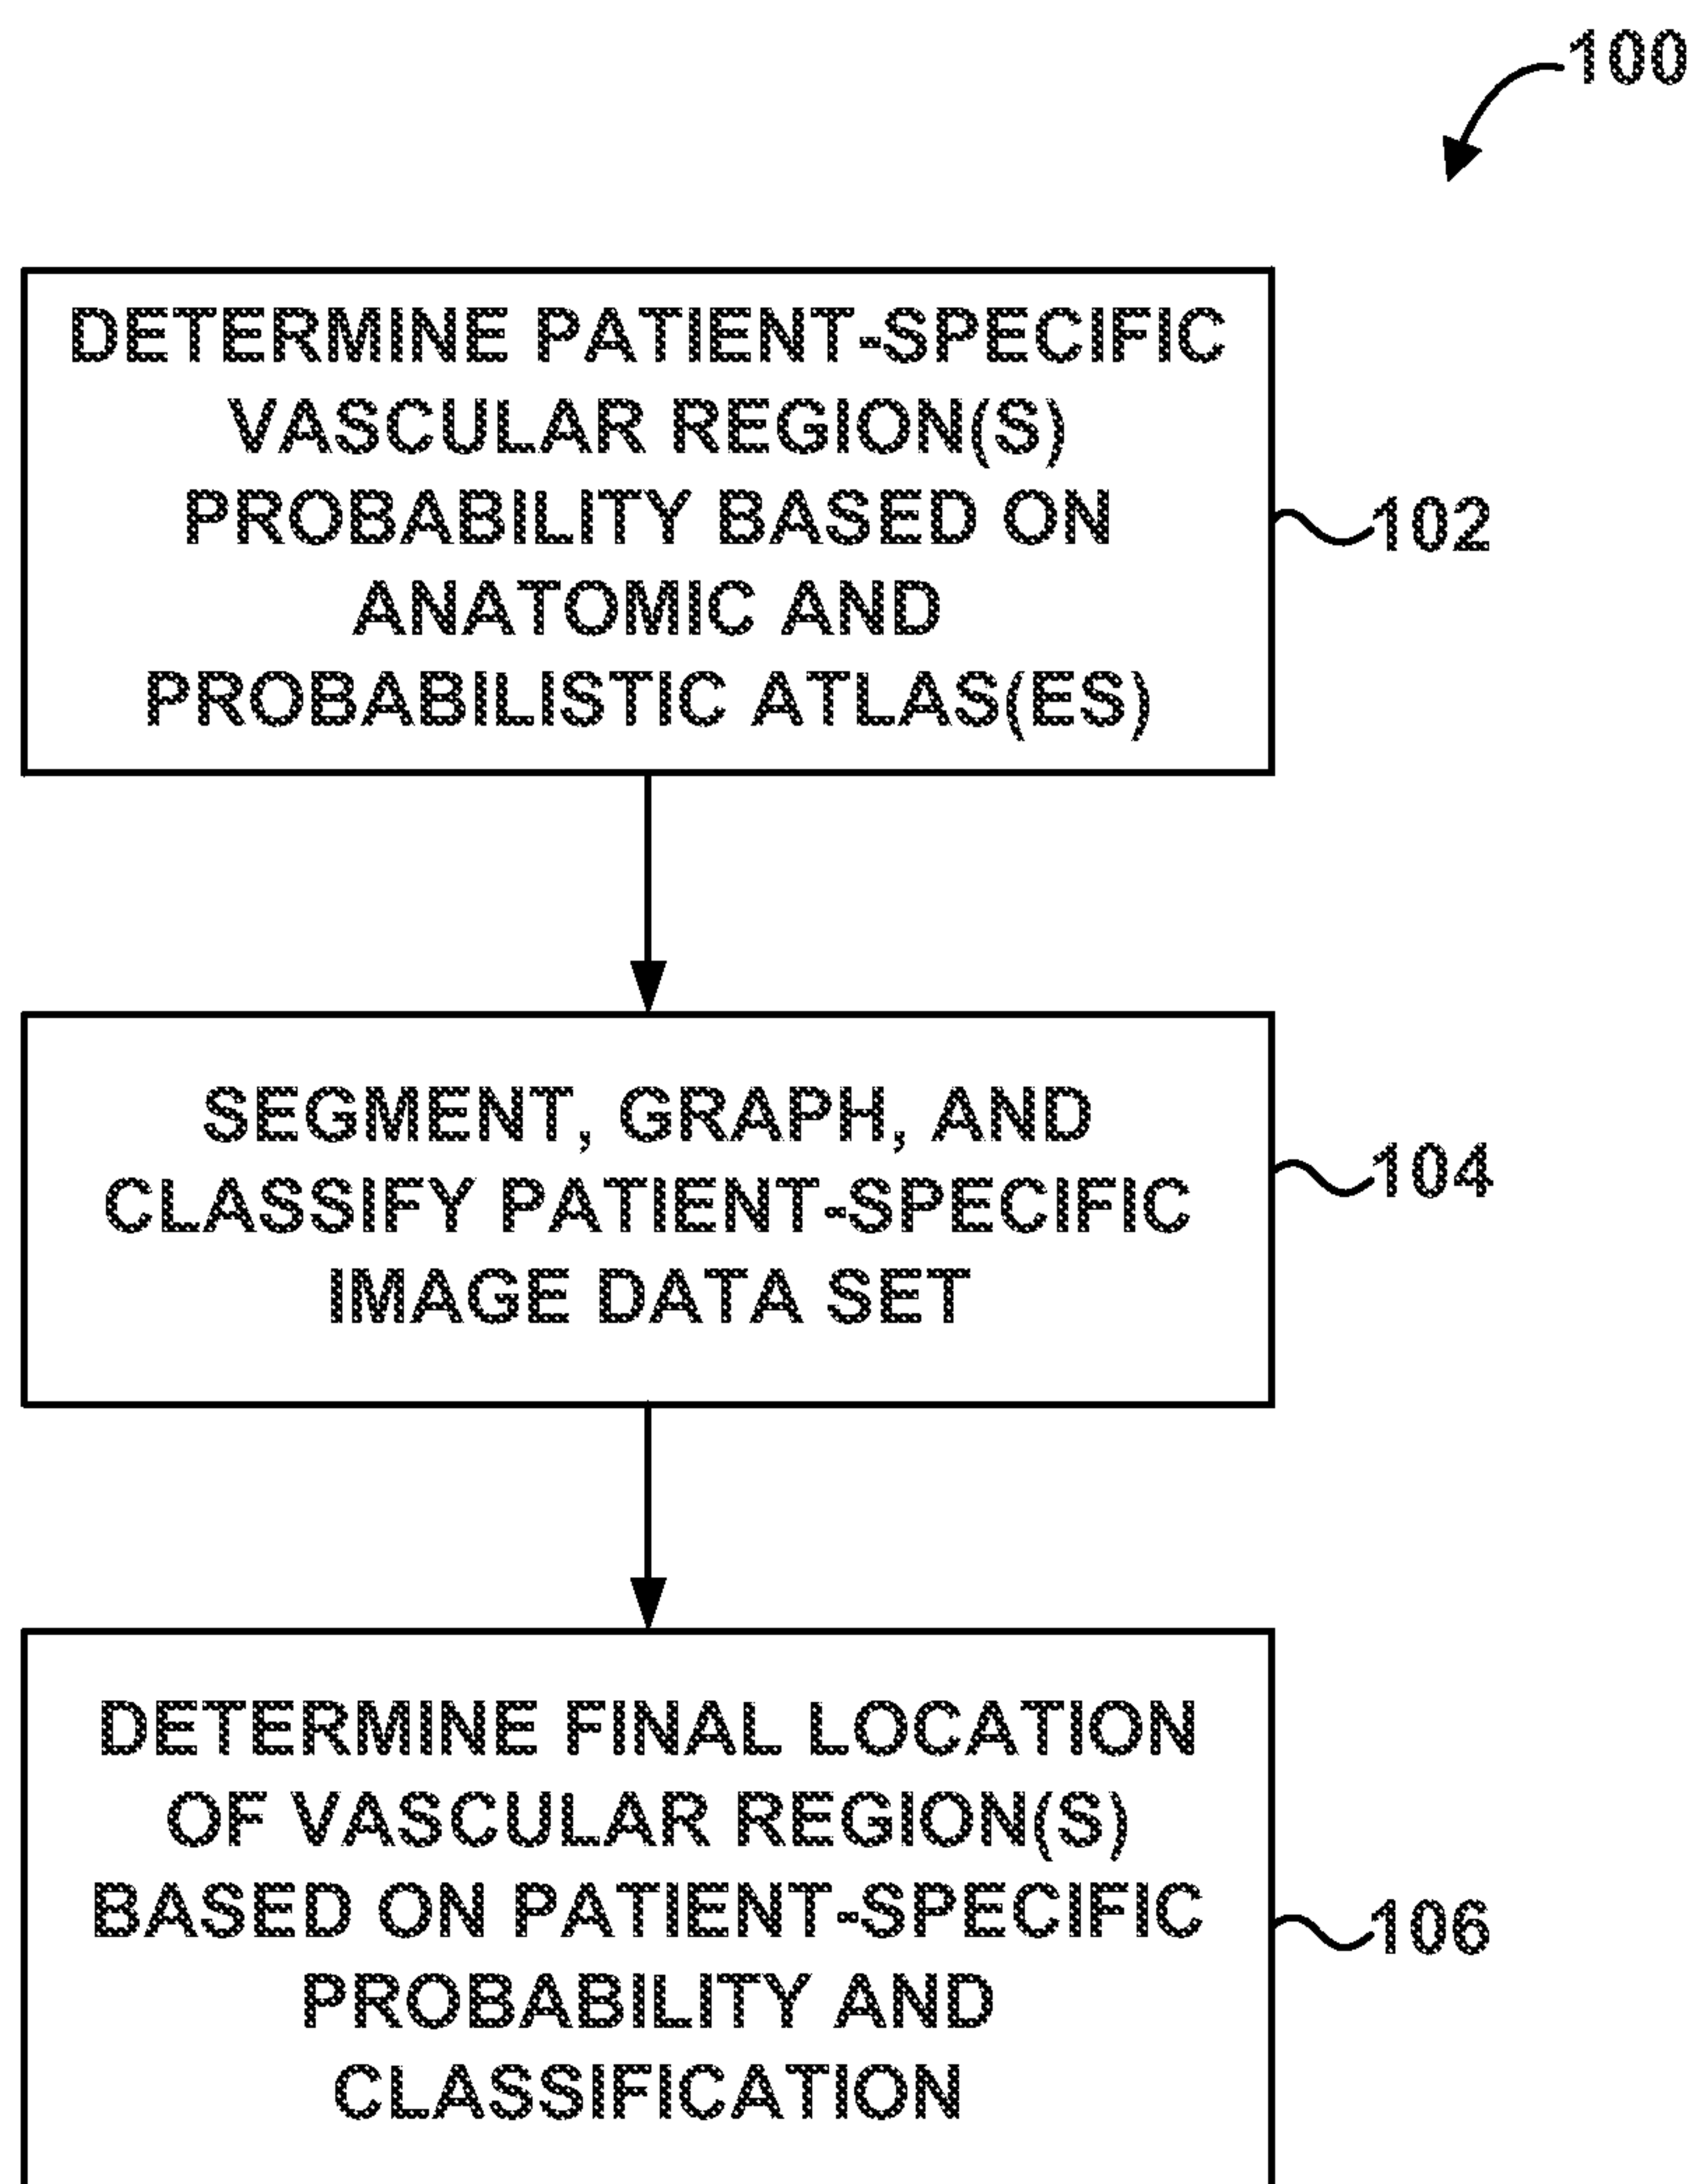 100
DETERMINE PATIENT-SPECIFIC
VASCULAR REGION(S)
PROBABILITY BASED ON
ANATOMIC AND
PROBABILISTIC ATLAS(ES)
102
SEGMENT, GRAPH, AND
CLASSIFY PATIENT-SPECIFIC
IMAGE DATA SET
104
DETERMINE FINAL LOCATION
OF VASCULAR REGION(S)
BASED ON PATIENT-SPECIFIC
PROBABILITY AND
CLASSIFICATION
106